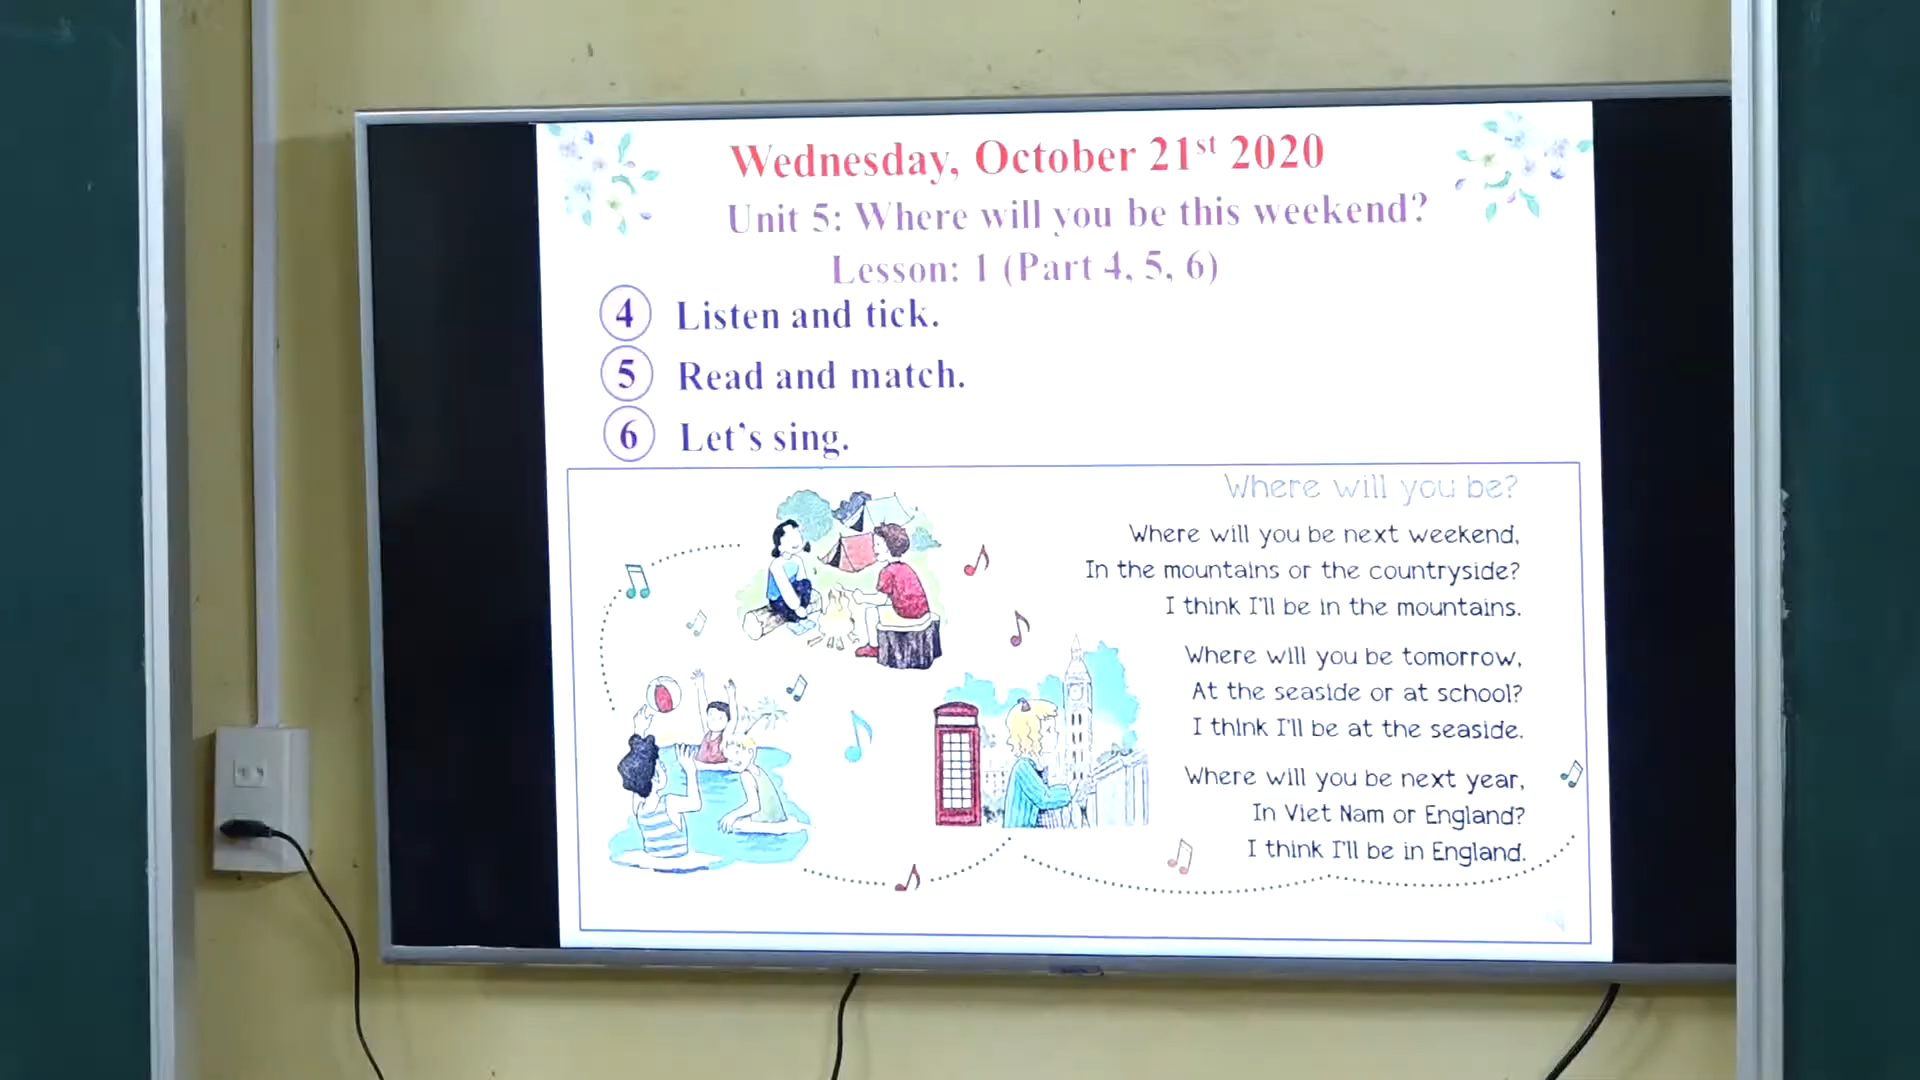 Wednesday, October 21st 2020
Unit 5: Where will you be this weekend?
Lesson: 1 (Part 4, 5, 6)
4 Listen and tick.
5 Read and match.
6 Let's sing.
Where will you be?
Where will you be next weekend,
In the mountains or the countryside?
I think I'll be in the mountains.
Where will you be tomorrow,
At the seaside or at school?
I think I'll be at the seaside.
Where will you be next year,
In Viet Nam or England?
I think I'll be in England.